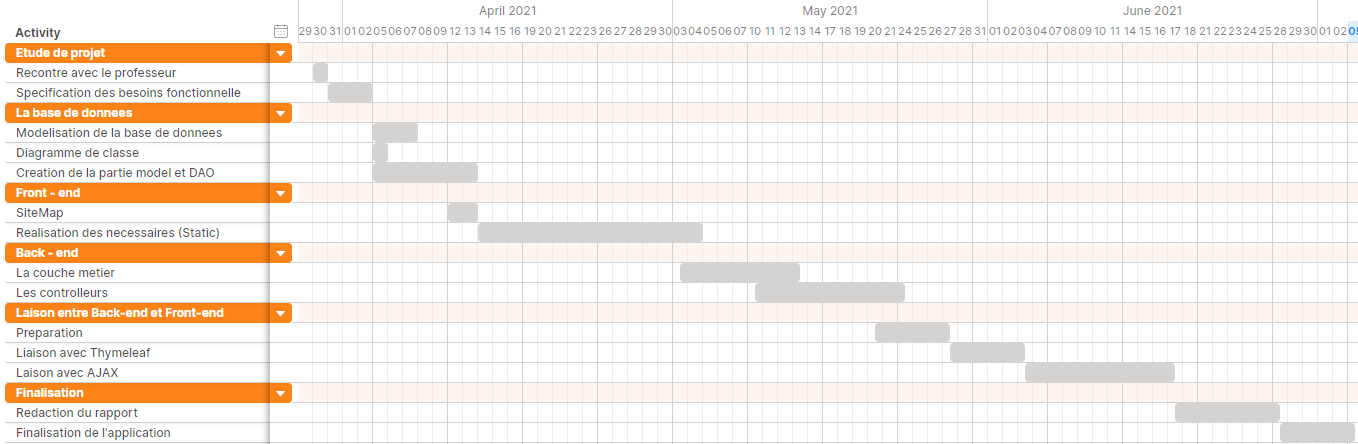 April 2021 May 2021 June 2021
Activity 29 30 31 01 02 05 06 07 08 09 12 13 14 15 16 19 20 21 22 23 26 27 28 29 30 03 04 05 06 07 10 11 12 13 14 17 18 19 20 21 24 25 26 27 28 31 01 02 03 04 07 08 09 10 11 14 15 16 17 18 21 22 23 24 25 28 29 30 01 02 05
Etude de projet
Recontre avec le professeur
Specification des besoins fonctionnelle
La base de donnees
Modelisation de la base de donnees
Diagramme de classe
Creation de la partie model et DAO
Front - end
SiteMap
Realisation des necessaires (Static)
Back - end
La couche metier
Les controlleurs
Laison entre Back-end et Front-end
Preparation
Liaison avec Thymeleaf
Laison avec AJAX
Finalisation
Redaction du rapport
Finalisation de l'application